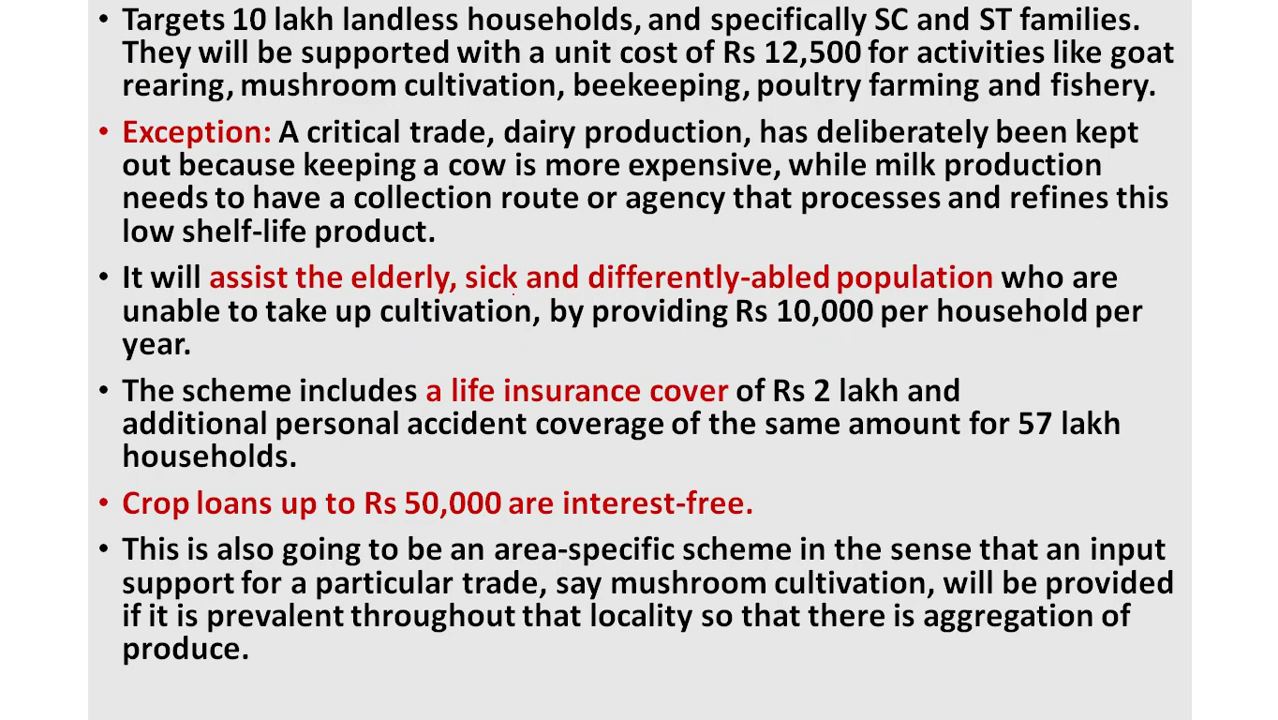 • Targets 10 lakh landless households, and specifically SC and ST families.
They will be supported with a unit cost of Rs 12,500 for activities like goat
rearing, mushroom cultivation, beekeeping, poultry farming and fishery.
• Exception: A critical trade, dairy production, has deliberately been kept
out because keeping a cow is more expensive, while milk production
needs to have a collection route or agency that processes and refines this
low shelf-life product.
• It will assist the elderly, sick and differently-abled population who are
unable to take up cultivation, by providing Rs 10,000 per household per
year.
• The scheme includes a life insurance cover of Rs 2 lakh and
additional personal accident coverage of the same amount for 57 lakh
households.
• Crop loans up to Rs 50,000 are interest-free.
• This is also going to be an area-specific scheme in the sense that an input
support for a particular trade, say mushroom cultivation, will be provided
if it is prevalent throughout that locality so that there is aggregation of
produce.